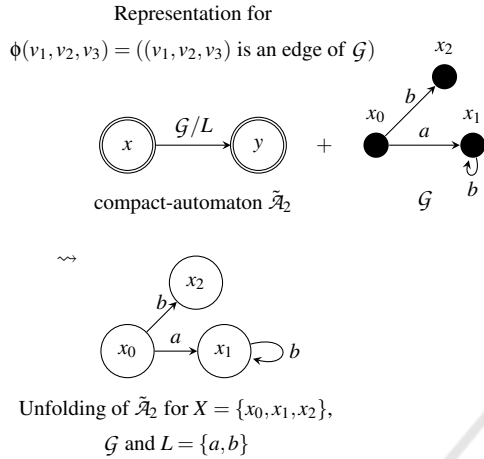 Representation for
ϕ(v₁, v₂, v₃) = ((v₁, v₂, v₃) is an edge of 𝒢)
x₂
b
x₀
x₁
x
𝒢/L
y
+
a
b
𝒢
compact-automaton 𝒜̃₂
⇝
x₂
b
x₀
a
x₁
b
Unfolding of 𝒜̃₂ for X = {x₀, x₁, x₂},
𝒢 and L = {a, b}